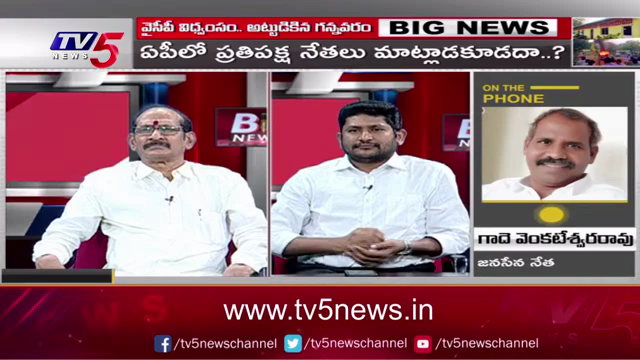 TV5
NEWS
వైసీపీ విధ్వంసం.. అట్టుడికిన గన్నవరం
BIG NEWS
ఏపీలో ప్రతిపక్ష నేతలు మాట్లాడకూడదా..?
ON THE
PHONE
గాదె వెంకటేశ్వరరావు
జనసేన నేత
www.tv5news.in
/tv5newschannel
/tv5newschannel
/tv5newschannel